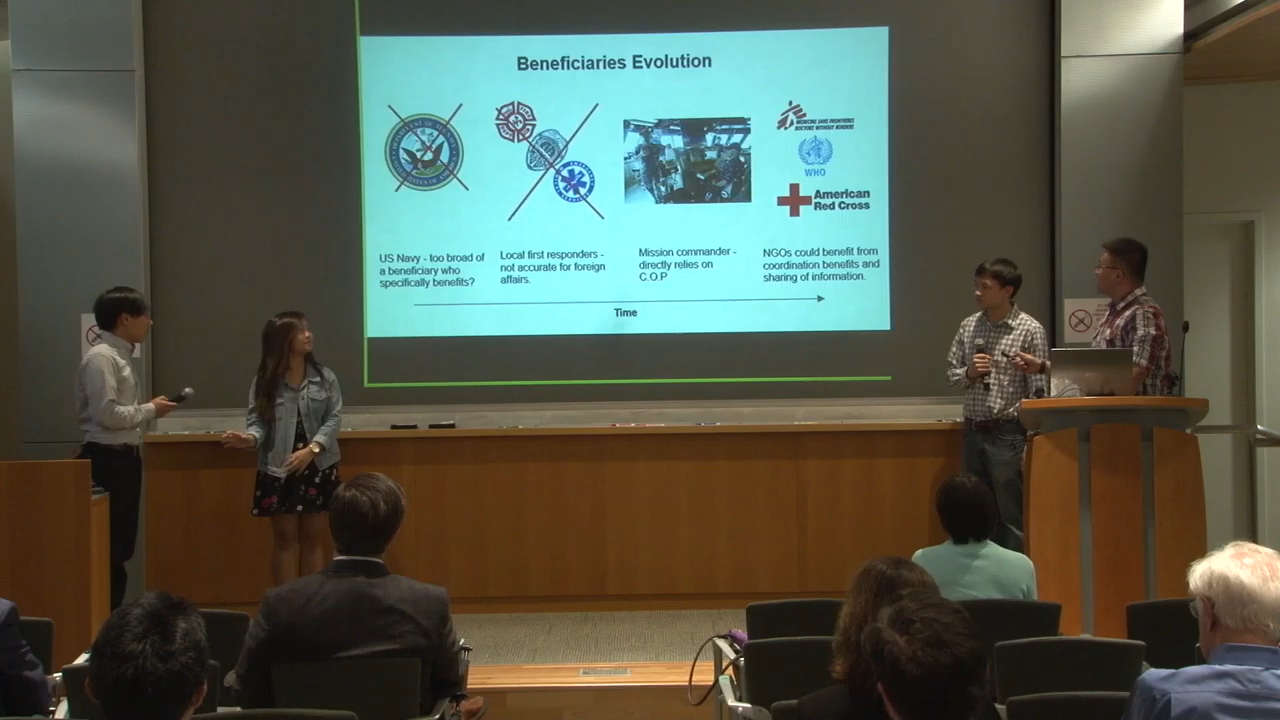 Beneficiaries Evolution
MEDECINS SANS FRONTIERES
DOCTORS WITHOUT BORDERS
WHO
American
Red Cross
US Navy - too broad of
a beneficiary who
specifically benefits?
Local first responders -
not accurate for foreign
affairs.
Mission commander -
directly relies on
C.O.P
NGOs could benefit from
coordination benefits and
sharing of information.
Time